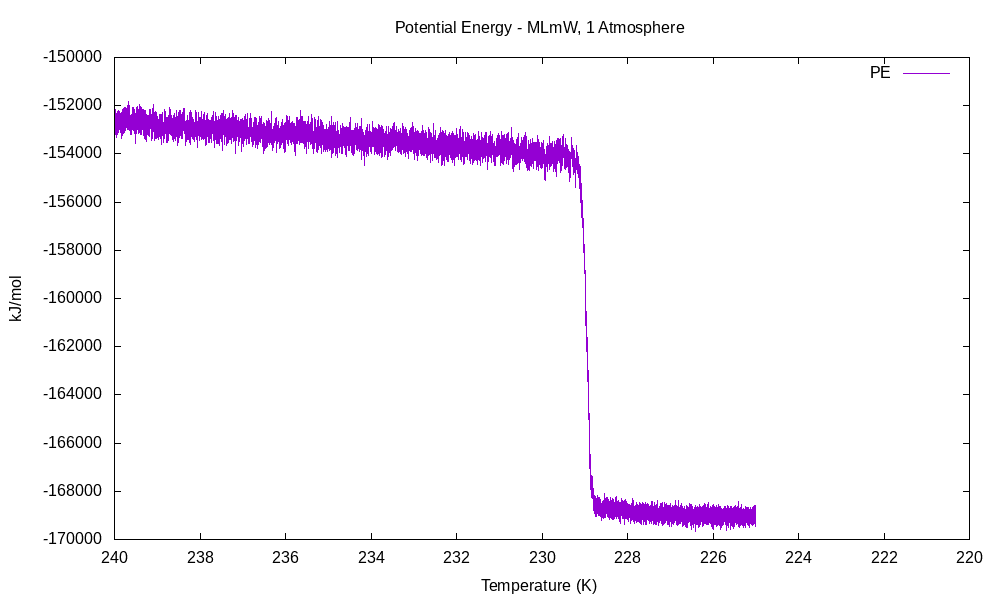 Potential Energy - MLmW, 1 Atmosphere
-150000
PE
-152000
-154000
-156000
-158000
kJ/mol
-160000
-162000
-164000
-166000
-168000
-170000
240 238 236 234 232 230 228 226 224 222 220
Temperature (K)